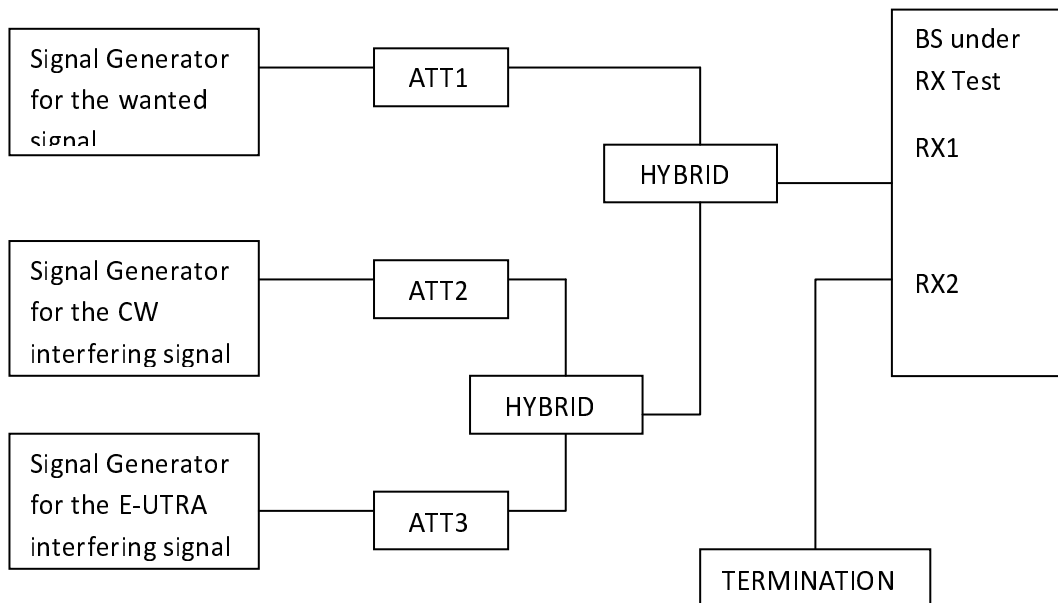 Signal Generator
for the wanted
signal
ATT1
HYBRID
BS under
RX Test
RX1
RX2
Signal Generator
for the CW
interfering signal
ATT2
HYBRID
Signal Generator
for the E-UTRA
interfering signal
ATT3
TERMINATION